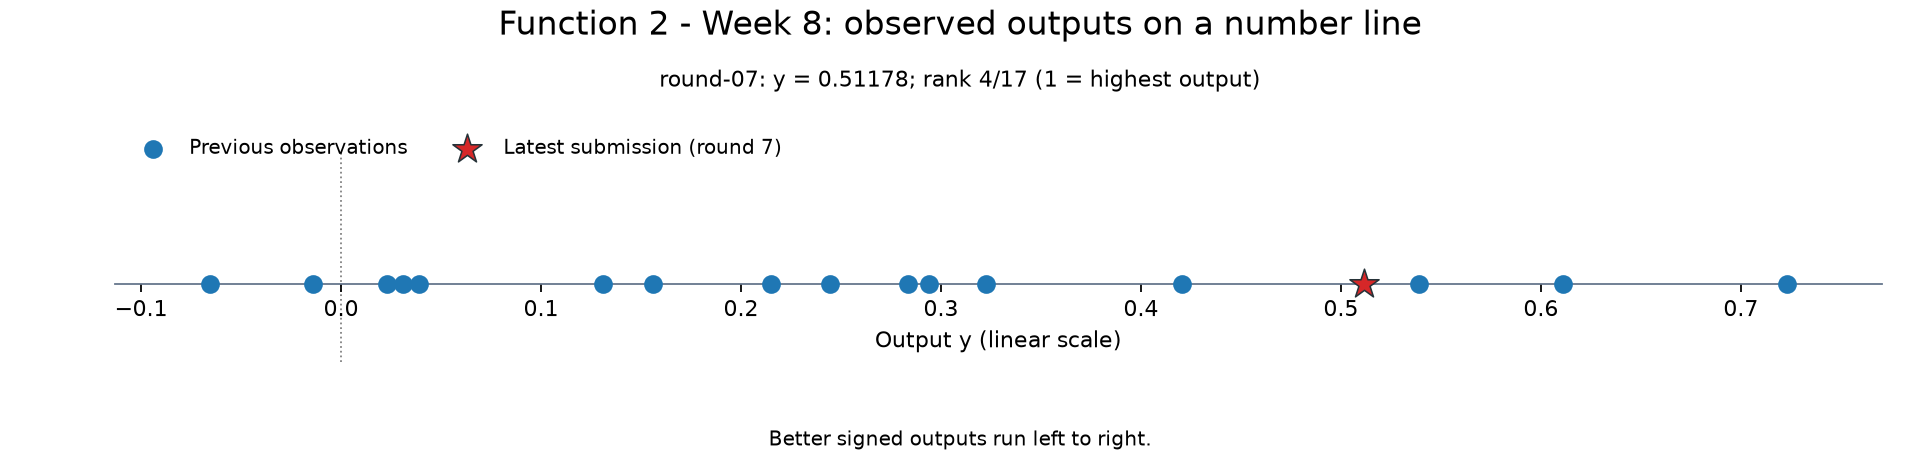 Function 2 - Week 8: observed outputs on a number line
round-07: y = 0.51178; rank 4/17 (1 = highest output)
Previous observations
Latest submission (round 7)
−0.1 0.0 0.1 0.2 0.3 0.4 0.5 0.6 0.7
Output y (linear scale)
Better signed outputs run left to right.